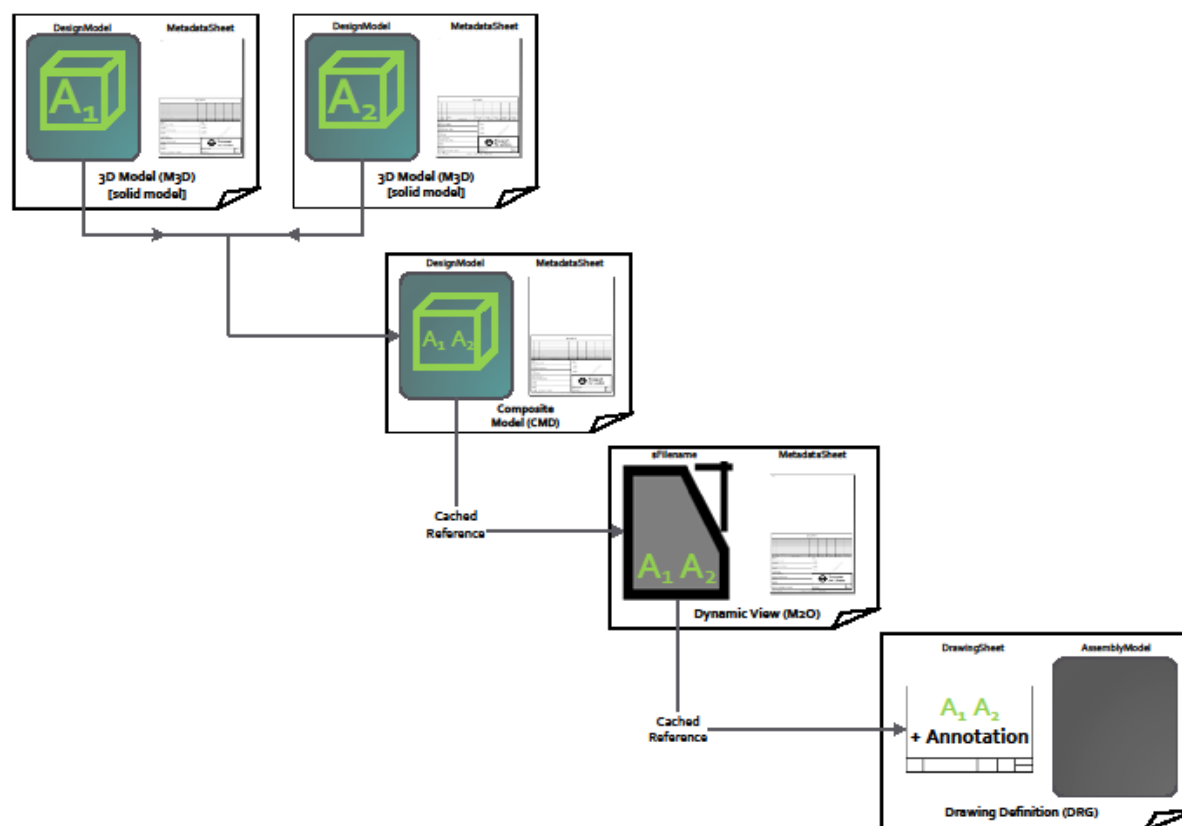 DesignModel MetadataSheet
A1
3D Model (M3D)
[solid model]
DesignModel MetadataSheet
A2
3D Model (M3D)
[solid model]
DesignModel MetadataSheet
A1 A2
Composite
Model (CMD)
Cached
Reference
sFilename MetadataSheet
A1 A2
Dynamic View (M2O)
Cached
Reference
DrawingSheet AssemblyModel
A1 A2
+ Annotation
Drawing Definition (DRG)